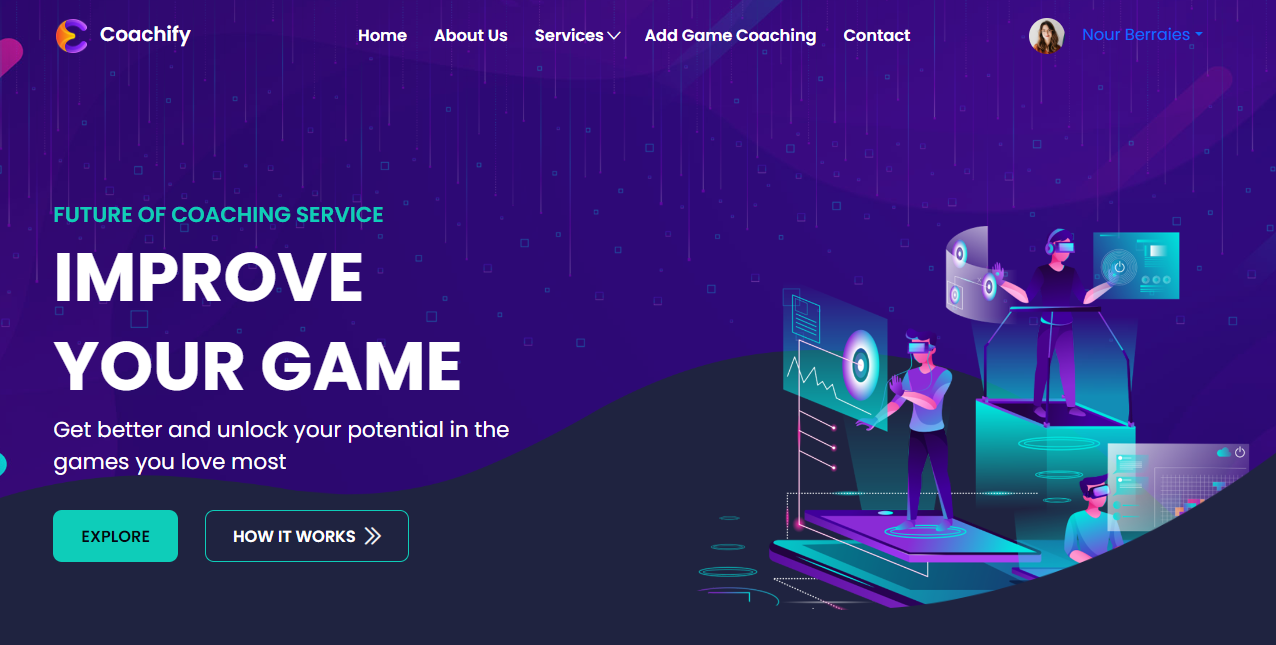 Coachify
Home
About Us
Services
Add Game Coaching
Contact
Nour Berraies
FUTURE OF COACHING SERVICE
IMPROVE
YOUR GAME
Get better and unlock your potential in the
games you love most
EXPLORE
HOW IT WORKS